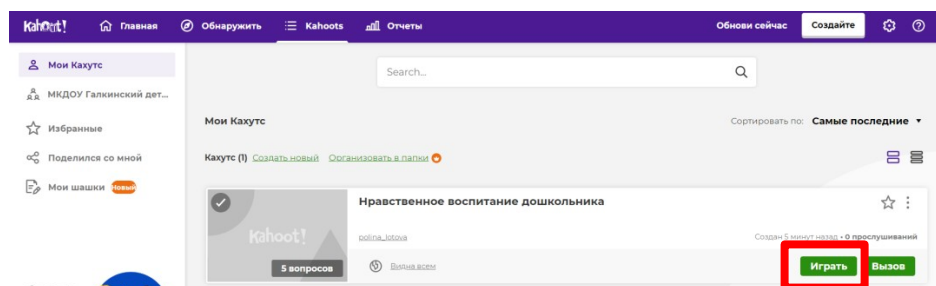 Kahoot! Главная Обнаружить Kahoots Отчеты Обнови сейчас Создайте
Мои Кахутс
МКДОУ Галкинский дет...
Избранные
Поделился со мной
Мои шашки Новый
Search...
Мои Кахутс Сортировать по: Самые последние
Кахутс (1) Создать новый Организовать в папки
Kahoot!
5 вопросов
Нравственное воспитание дошкольника
polina_lotova Создан 5 минут назад • 0 прослушиваний
Видна всем Играть Вызов